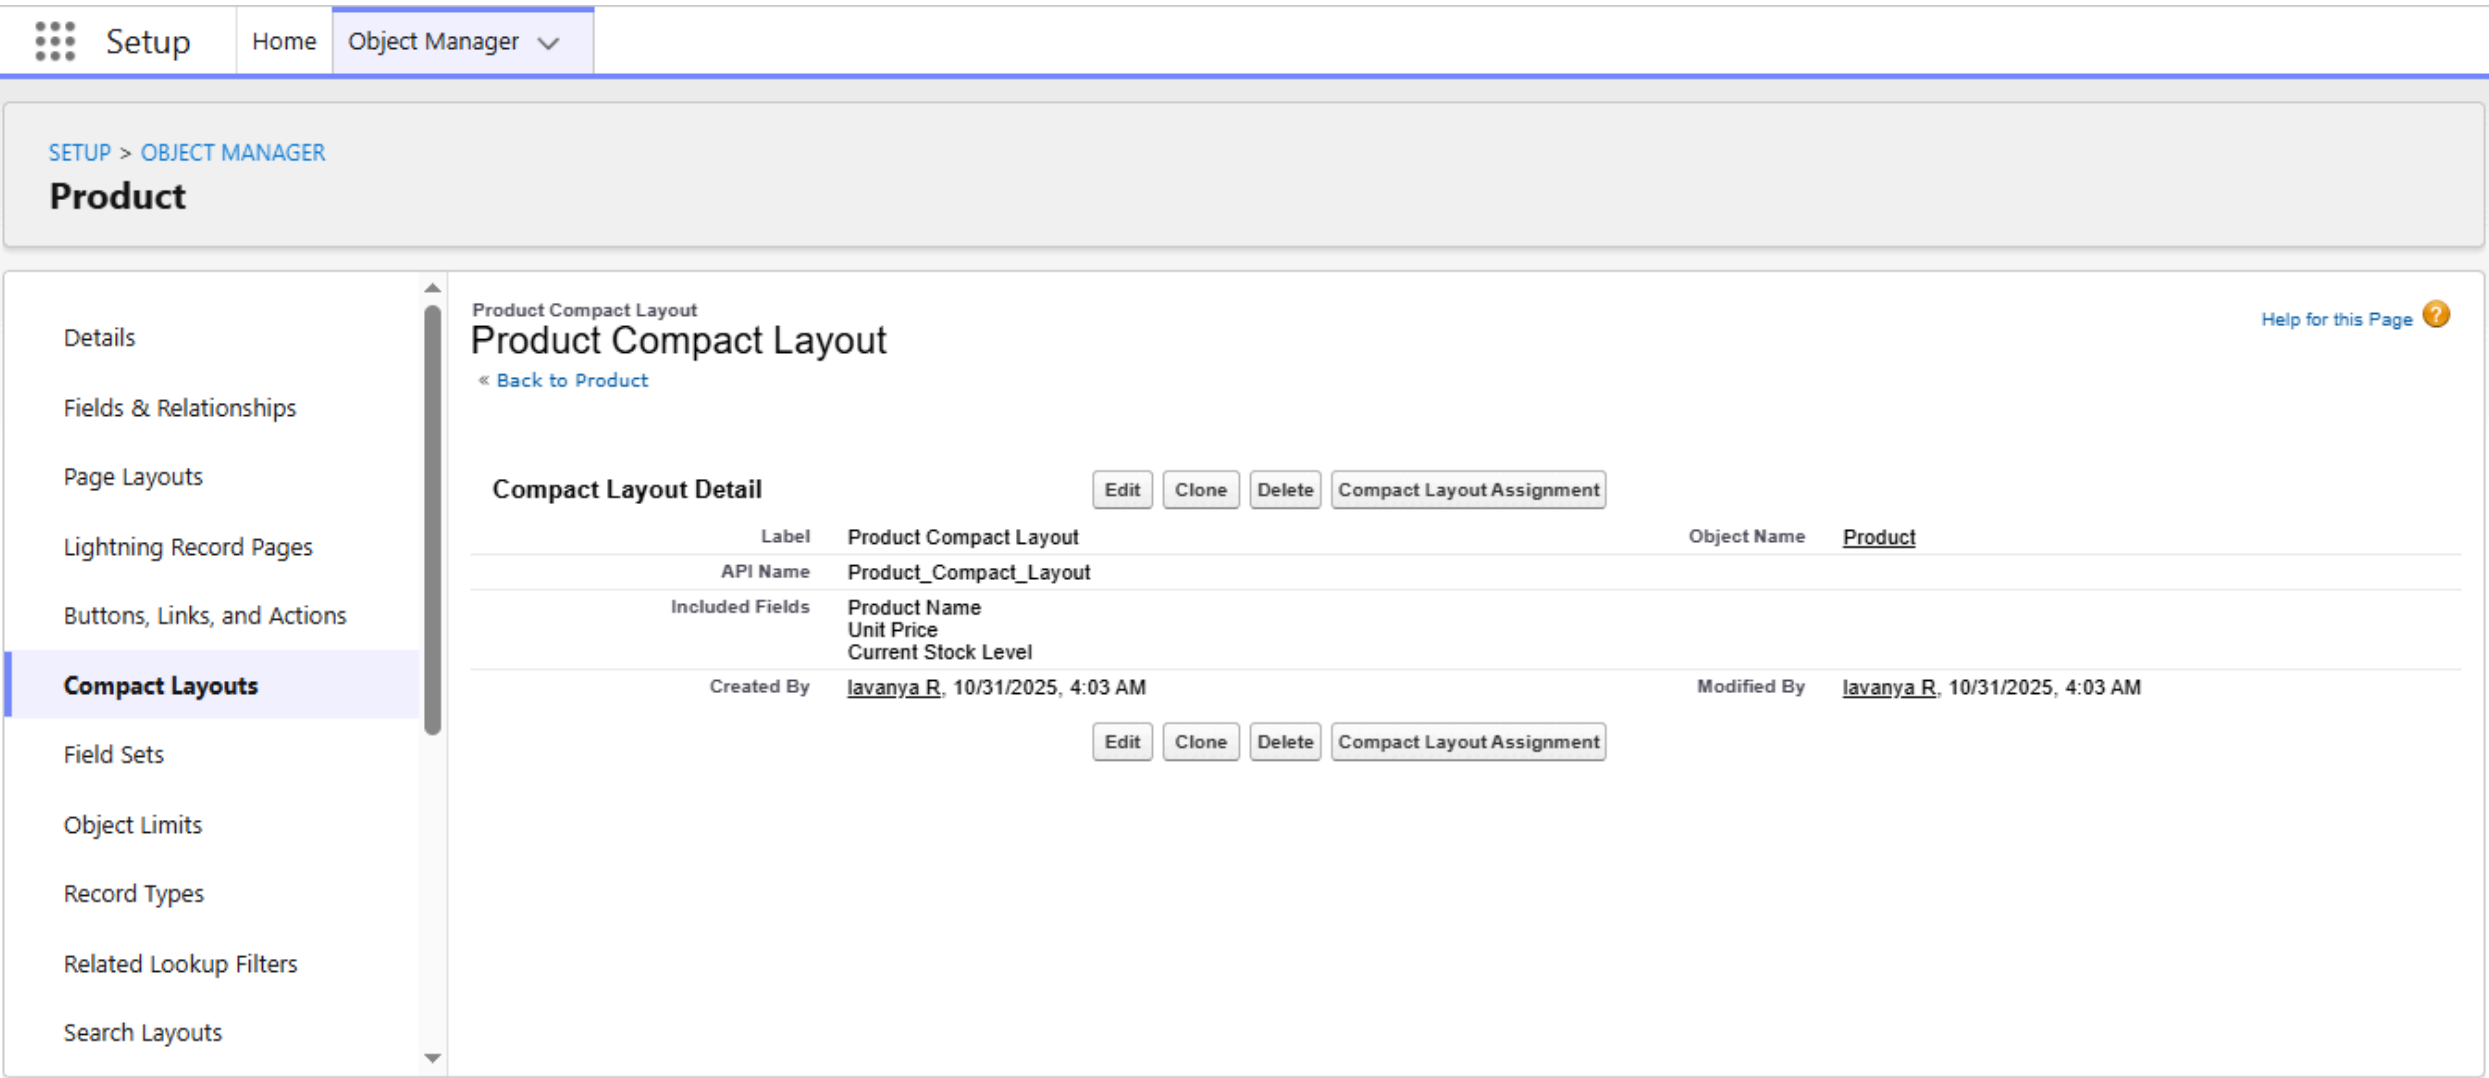 Setup
Home
Object Manager
SETUP > OBJECT MANAGER
Product
Details
Fields & Relationships
Page Layouts
Lightning Record Pages
Buttons, Links, and Actions
Compact Layouts
Field Sets
Object Limits
Record Types
Related Lookup Filters
Search Layouts
Product Compact Layout
Product Compact Layout
« Back to Product
Help for this Page ?
Compact Layout Detail
Edit Clone Delete Compact Layout Assignment
Label Product Compact Layout Object Name Product
API Name Product_Compact_Layout
Included Fields Product Name
Unit Price
Current Stock Level
Created By lavanya R, 10/31/2025, 4:03 AM Modified By lavanya R, 10/31/2025, 4:03 AM
Edit Clone Delete Compact Layout Assignment